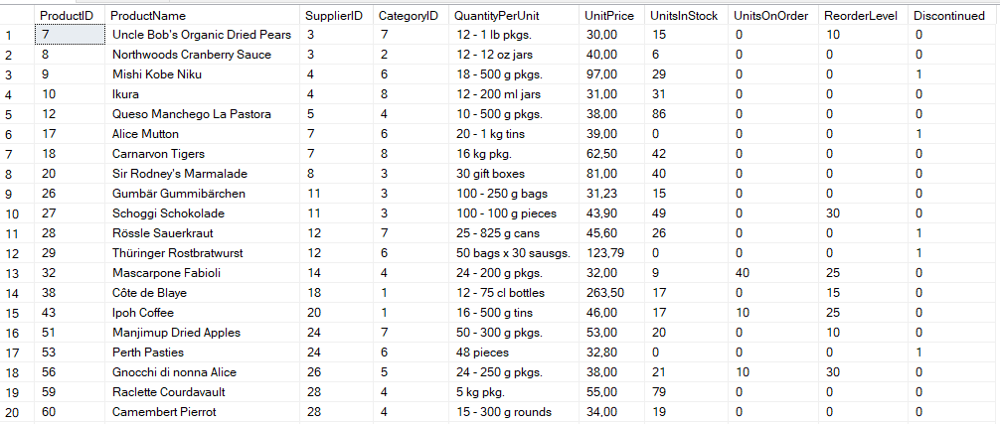 ProductID ProductName SupplierID CategoryID QuantityPerUnit UnitPrice UnitsInStock UnitsOnOrder ReorderLevel Discontinued
1 7 Uncle Bob's Organic Dried Pears 3 7 12 - 1 lb pkgs. 30,00 15 0 10 0
2 8 Northwoods Cranberry Sauce 3 2 12 - 12 oz jars 40,00 6 0 0 0
3 9 Mishi Kobe Niku 4 6 18 - 500 g pkgs. 97,00 29 0 0 1
4 10 Ikura 4 8 12 - 200 ml jars 31,00 31 0 0 0
5 12 Queso Manchego La Pastora 5 4 10 - 500 g pkgs. 38,00 86 0 0 0
6 17 Alice Mutton 7 6 20 - 1 kg tins 39,00 0 0 0 1
7 18 Carnarvon Tigers 7 8 16 kg pkg. 62,50 42 0 0 0
8 20 Sir Rodney's Marmalade 8 3 30 gift boxes 81,00 40 0 0 0
9 26 Gumbär Gummibärchen 11 3 100 - 250 g bags 31,23 15 0 0 0
10 27 Schoggi Schokolade 11 3 100 - 100 g pieces 43,90 49 0 30 0
11 28 Rössle Sauerkraut 12 7 25 - 825 g cans 45,60 26 0 0 1
12 29 Thüringer Rostbratwurst 12 6 50 bags x 30 sausgs. 123,79 0 0 0 1
13 32 Mascarpone Fabioli 14 4 24 - 200 g pkgs. 32,00 9 40 25 0
14 38 Côte de Blaye 18 1 12 - 75 cl bottles 263,50 17 0 15 0
15 43 Ipoh Coffee 20 1 16 - 500 g tins 46,00 17 10 25 0
16 51 Manjimup Dried Apples 24 7 50 - 300 g pkgs. 53,00 20 0 10 0
17 53 Perth Pasties 24 6 48 pieces 32,80 0 0 0 1
18 56 Gnocchi di nonna Alice 26 5 24 - 250 g pkgs. 38,00 21 10 30 0
19 59 Raclette Courdavault 28 4 5 kg pkg. 55,00 79 0 0 0
20 60 Camembert Pierrot 28 4 15 - 300 g rounds 34,00 19 0 0 0